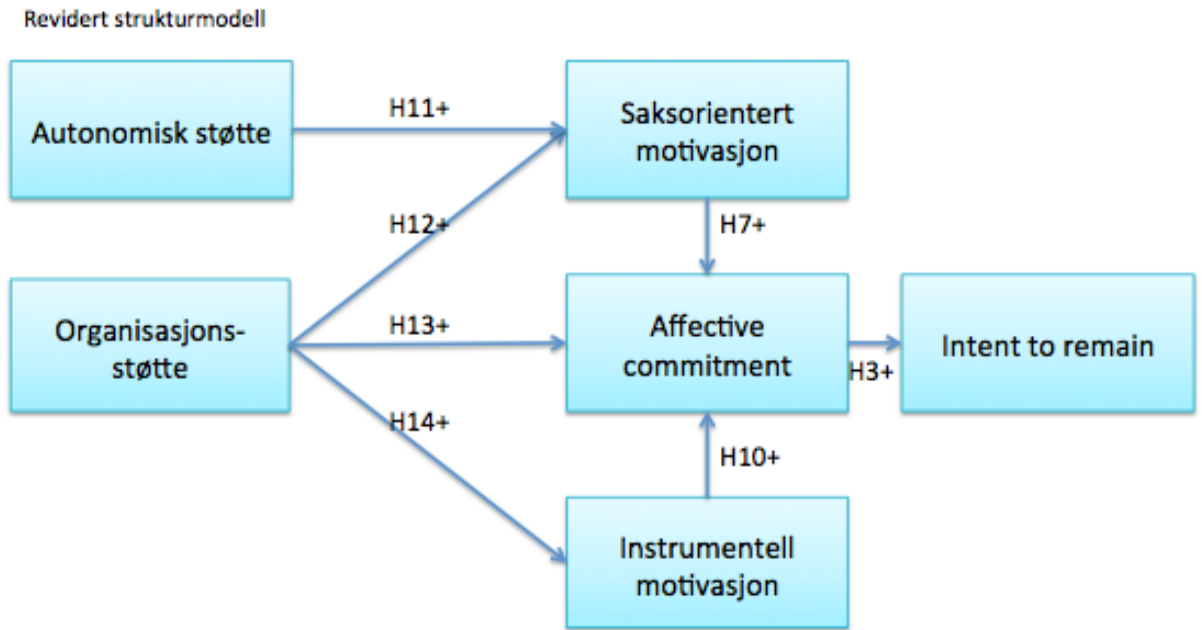 Revidert strukturmodell
Autonomisk støtte
H11+
Saksorientert
motivasjon
H12+
H7+
Organisasjons-
støtte
H13+
Affective
commitment
H3+
Intent to remain
H14+
H10+
Instrumentell
motivasjon